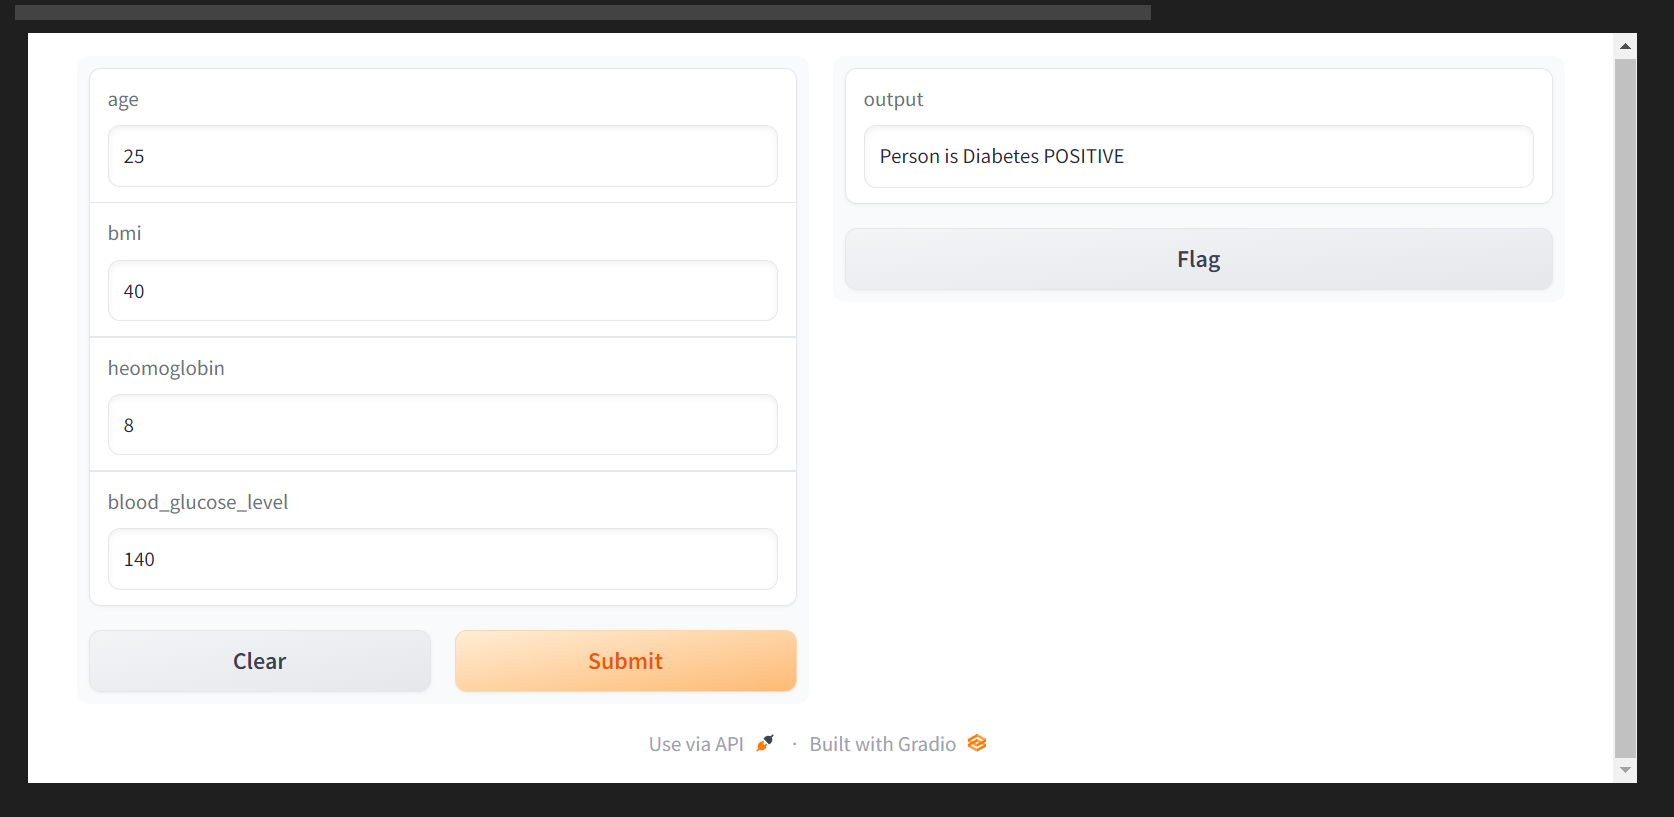 age
25
bmi
40
heomoglobin
8
blood_glucose_level
140
Clear
Submit
output
Person is Diabetes POSITIVE
Flag
Use via API · Built with Gradio